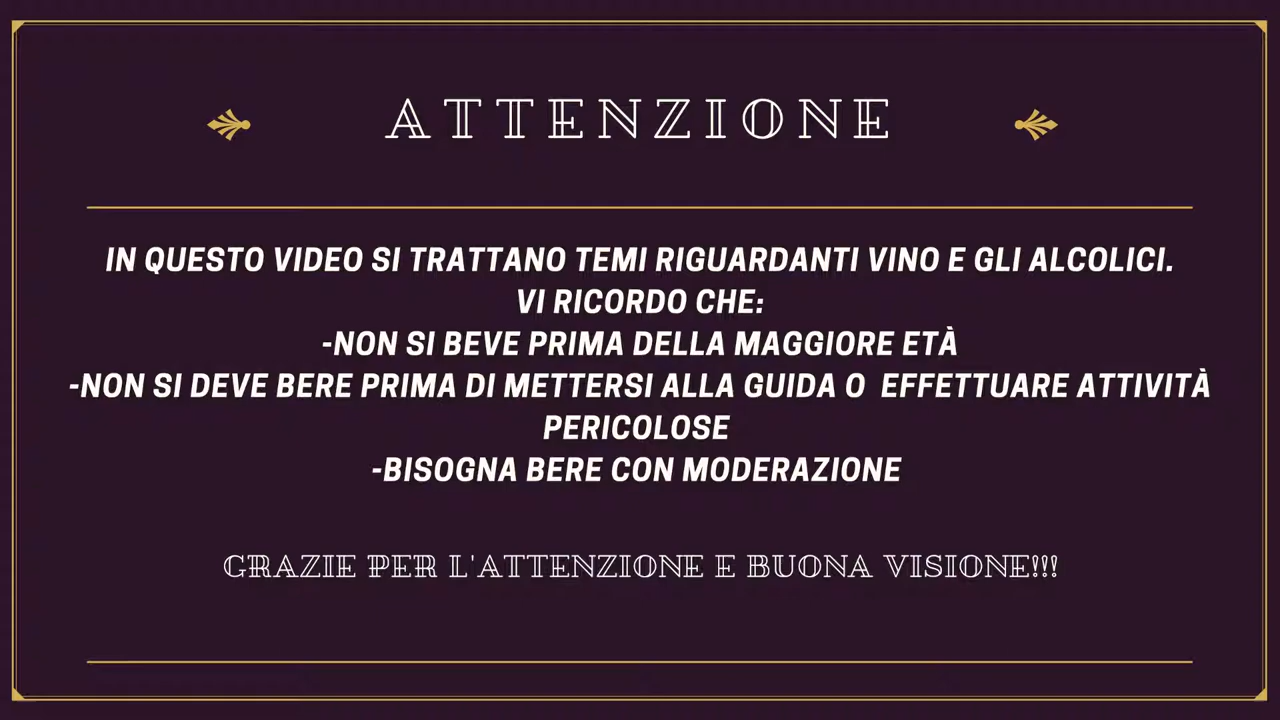 ATTENZIONE
IN QUESTO VIDEO SI TRATTANO TEMI RIGUARDANTI VINO E GLI ALCOLICI.
VI RICORDO CHE:
-NON SI BEVE PRIMA DELLA MAGGIORE ETÀ
-NON SI DEVE BERE PRIMA DI METTERSI ALLA GUIDA O EFFETTUARE ATTIVITÀ
PERICOLOSE
-BISOGNA BERE CON MODERAZIONE
GRAZIE PER L'ATTENZIONE E BUONA VISIONE!!!